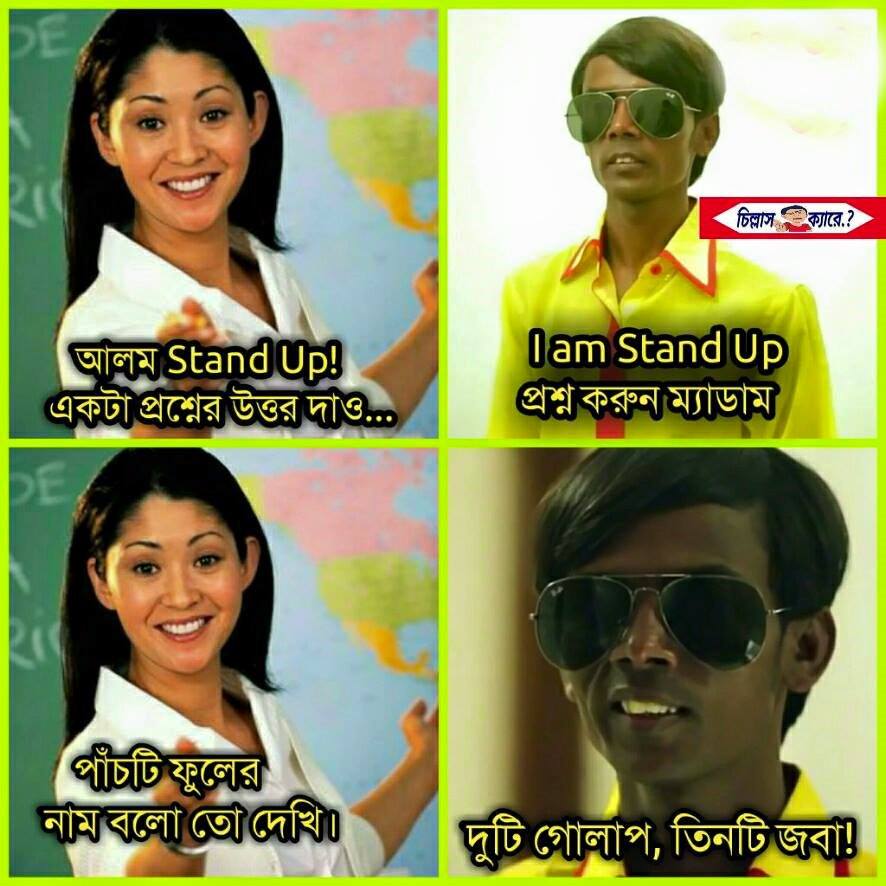 আলম Stand Up!
একটা প্রশ্নের উত্তর দাও...
চিল্লাস ক্যারে.?
I am Stand Up
প্রশ্ন করুন ম্যাডাম
পাঁচটি ফুলের
নাম বলো তো দেখি।
দুটি গোলাপ, তিনটি জবা!